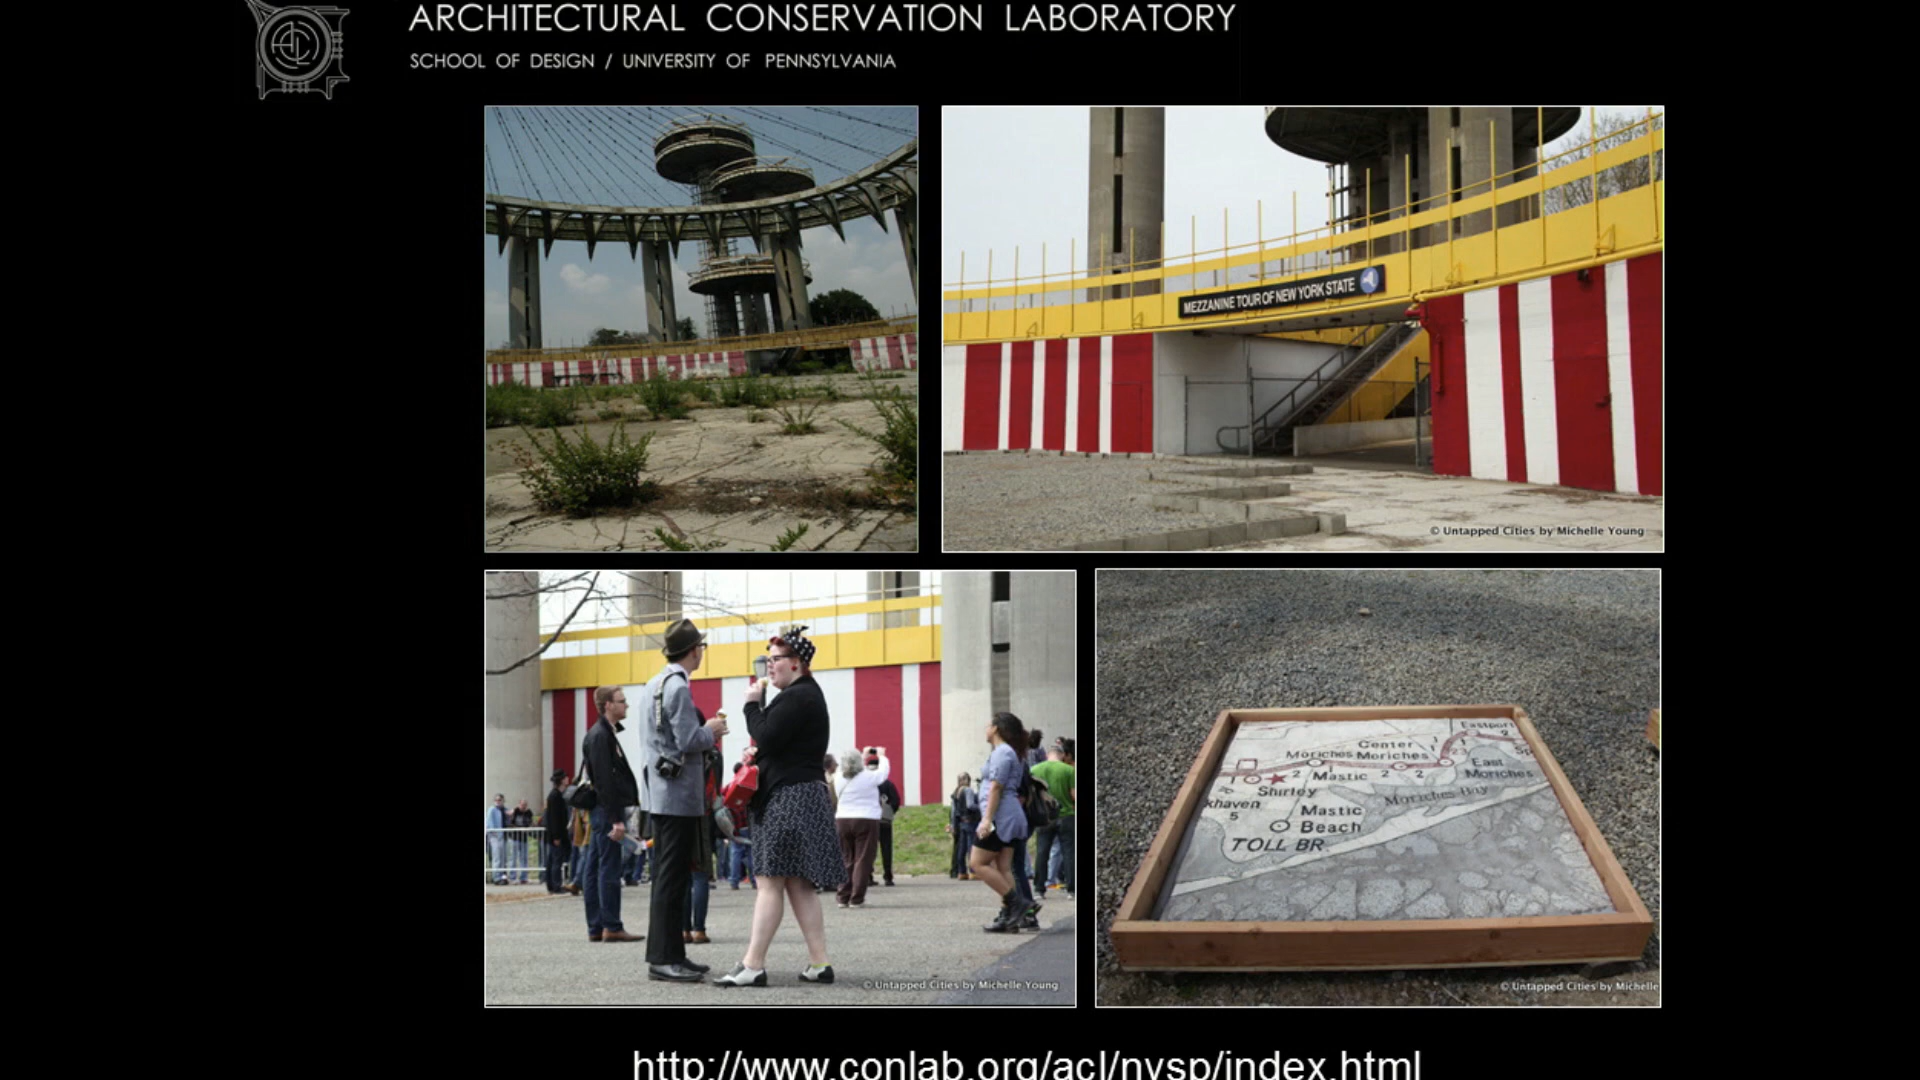 ARCHITECTURAL CONSERVATION LABORATORY
SCHOOL OF DESIGN / UNIVERSITY OF PENNSYLVANIA
MEZZANINE TOUR OF NEW YORK STATE
© Untapped Cities by Michelle Young
© Untapped Cities by Michelle Young
Eastport
Center
Moriches Moriches
East
Moriches
Mastic
Shirley
khaven
5
Mastic
Beach
Moriches Bay
TOLL BR.
© Untapped Cities by Michelle
http://www.conlab.org/acl/nysp/index.html